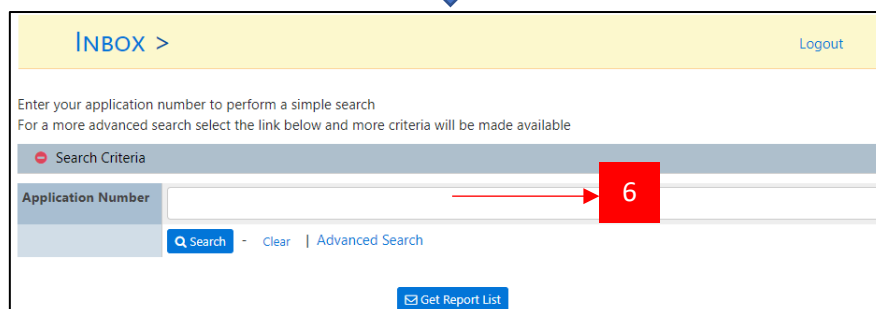 INBOX >
Logout
Enter your application number to perform a simple search
For a more advanced search select the link below and more criteria will be made available
Search Criteria
Application Number
6
Search - Clear | Advanced Search
Get Report List